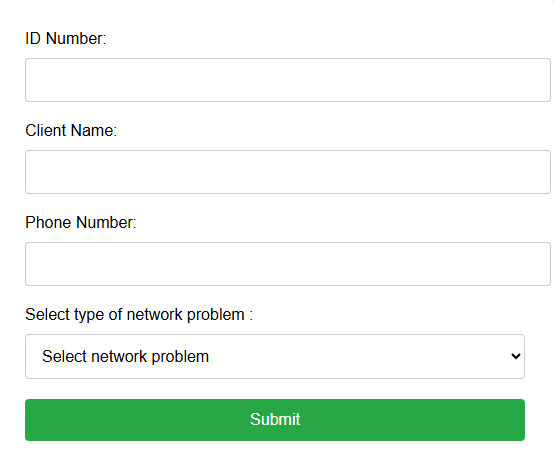 ID Number:
Client Name:
Phone Number:
Select type of network problem :
Select network problem
Submit